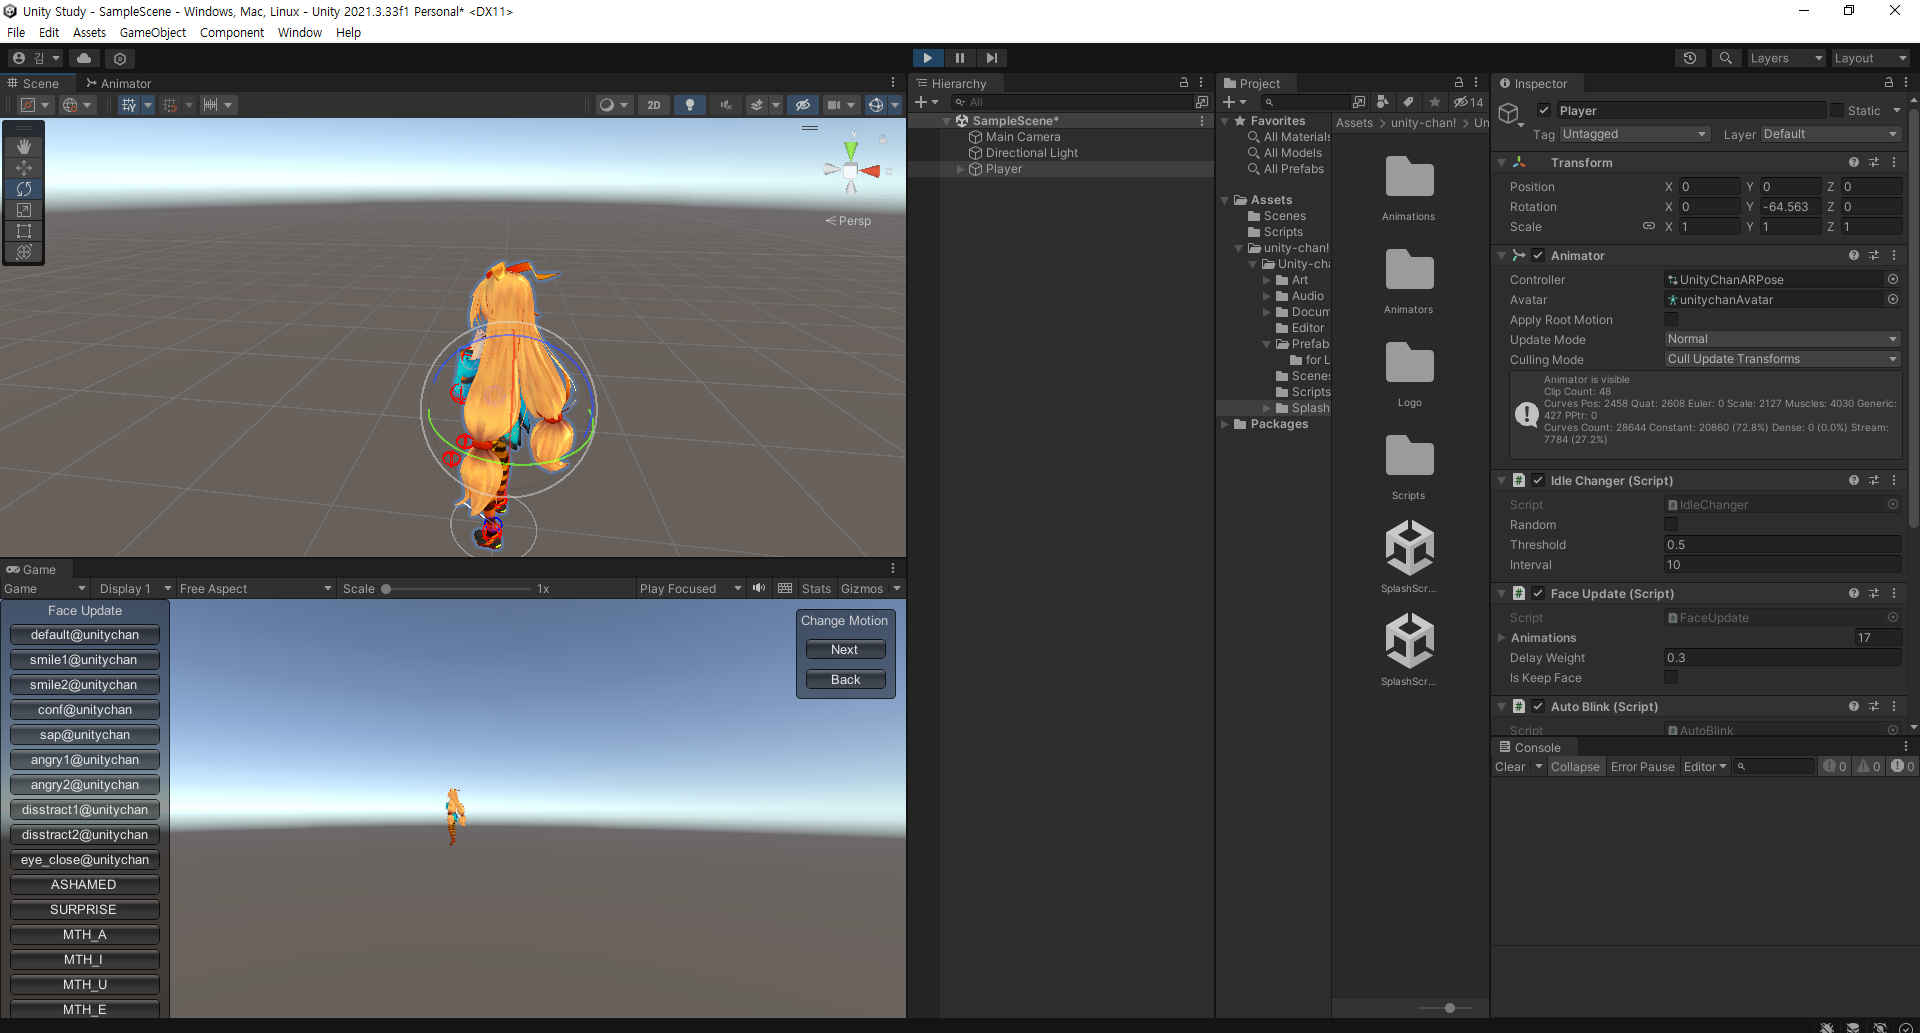 Unity Study - SampleScene - Windows, Mac, Linux - Unity 2021.3.33f1 Personal* <DX11>
File Edit Assets GameObject Component Window Help
김
Layers Layout
Scene Animator
2D
Persp
y
Hierarchy
All
SampleScene*
Main Camera
Directional Light
Player
Project
14
Favorites
All Materials
All Models
All Prefabs
Assets
Scenes
Scripts
unity-chan!
Unity-cha
Art
Audio
Docum
Editor
Prefab
for L
Scenes
Scripts
Splash
Packages
Assets > unity-chan! > Un
Animations
Animators
Logo
Scripts
SplashScr...
SplashScr...
Inspector
Player Static
Tag Untagged Layer Default
Transform
Position X 0 Y 0 Z 0
Rotation X 0 Y -64.563 Z 0
Scale X 1 Y 1 Z 1
Animator
Controller UnityChanARPose
Avatar unitychanAvatar
Apply Root Motion
Update Mode Normal
Culling Mode Cull Update Transforms
Animator is visible
Clip Count: 48
Curves Pos: 2458 Quat: 2608 Euler: 0 Scale: 2127 Muscles: 4030 Generic:
427 PPtr: 0
Curves Count: 28644 Constant: 20860 (72.8%) Dense: 0 (0.0%) Stream:
7784 (27.2%)
Idle Changer (Script)
Script IdleChanger
Random
Threshold 0.5
Interval 10
Face Update (Script)
Script FaceUpdate
Animations 17
Delay Weight 0.3
Is Keep Face
Auto Blink (Script)
Script AutoBlink
Console
Clear Collapse Error Pause Editor 0 0 0
Game
Game Display 1 Free Aspect Scale 1x Play Focused Stats Gizmos
Face Update
default@unitychan
smile1@unitychan
smile2@unitychan
conf@unitychan
sap@unitychan
angry1@unitychan
angry2@unitychan
disstract1@unitychan
disstract2@unitychan
eye_close@unitychan
ASHAMED
SURPRISE
MTH_A
MTH_I
MTH_U
MTH_E
Change Motion
Next
Back